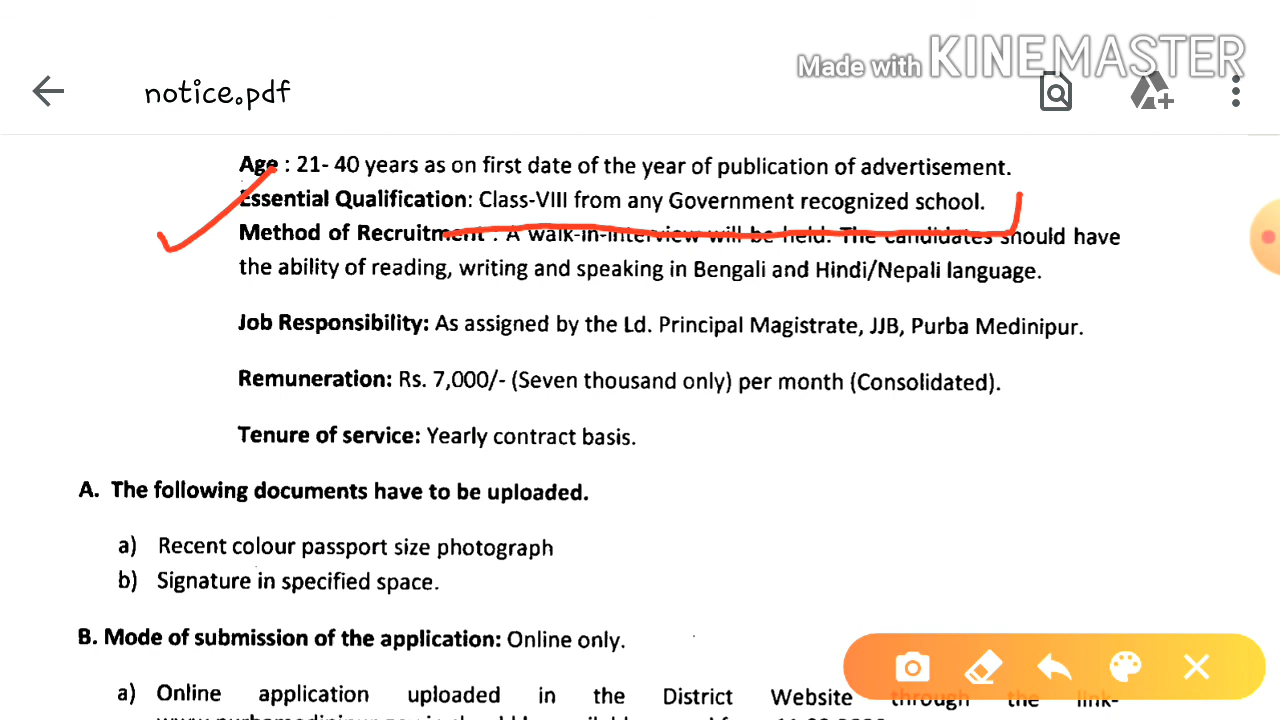 Made with KINEMASTER
notice.pdf
Age : 21- 40 years as on first date of the year of publication of advertisement.
Essential Qualification: Class-VIII from any Government recognized school.
Method of Recruitment : A walk-in-interview will be held. The candidates should have
the ability of reading, writing and speaking in Bengali and Hindi/Nepali language.
Job Responsibility: As assigned by the Ld. Principal Magistrate, JJB, Purba Medinipur.
Remuneration: Rs. 7,000/- (Seven thousand only) per month (Consolidated).
Tenure of service: Yearly contract basis.
A. The following documents have to be uploaded.
a) Recent colour passport size photograph
b) Signature in specified space.
B. Mode of submission of the application: Online only.
a) Online application uploaded in the District Website through the link-